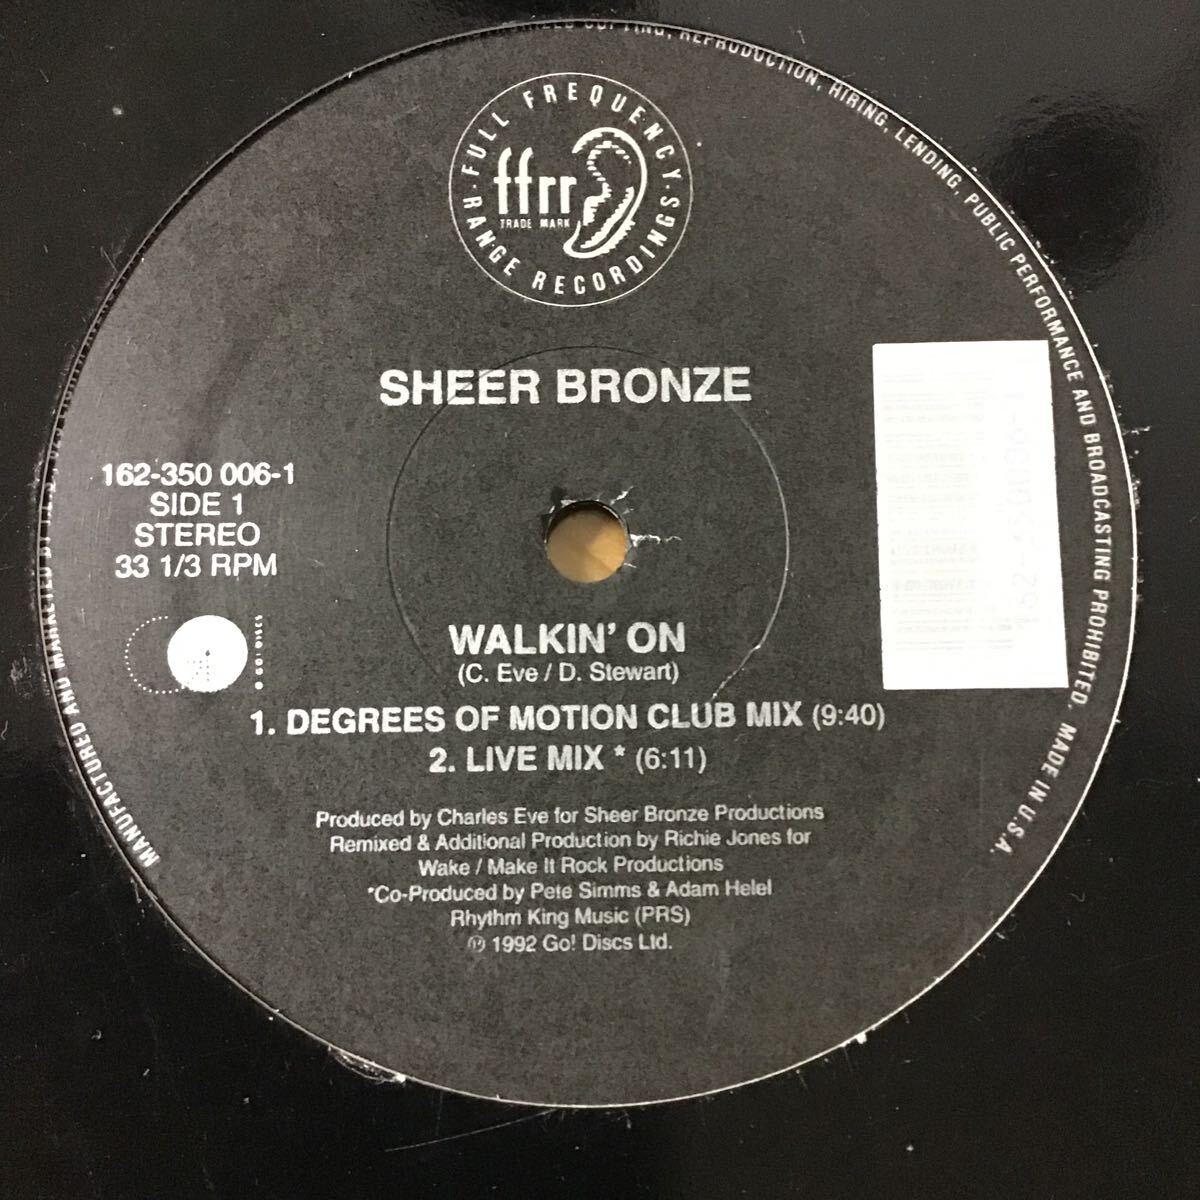 FULL FREQUENCY
ffrr
TRADE MARK
RANGE RECORDINGS
SHEER BRONZE
162-350 006-1
SIDE 1
STEREO
33 1/3 RPM
GO! DISCS
WALKIN' ON
(C. Eve / D. Stewart)
1. DEGREES OF MOTION CLUB MIX (9:40)
2. LIVE MIX * (6:11)
Produced by Charles Eve for Sheer Bronze Productions
Remixed & Additional Production by Richie Jones for
Wake / Make It Rock Productions
*Co-Produced by Pete Simms & Adam Helel
Rhythm King Music (PRS)
℗ 1992 Go! Discs Ltd.
MANUFACTURED AND MARKETED BY
REPRODUCTION, HIRING, LENDING, PUBLIC PERFORMANCE AND BROADCASTING PROHIBITED. MADE IN U.S.A.